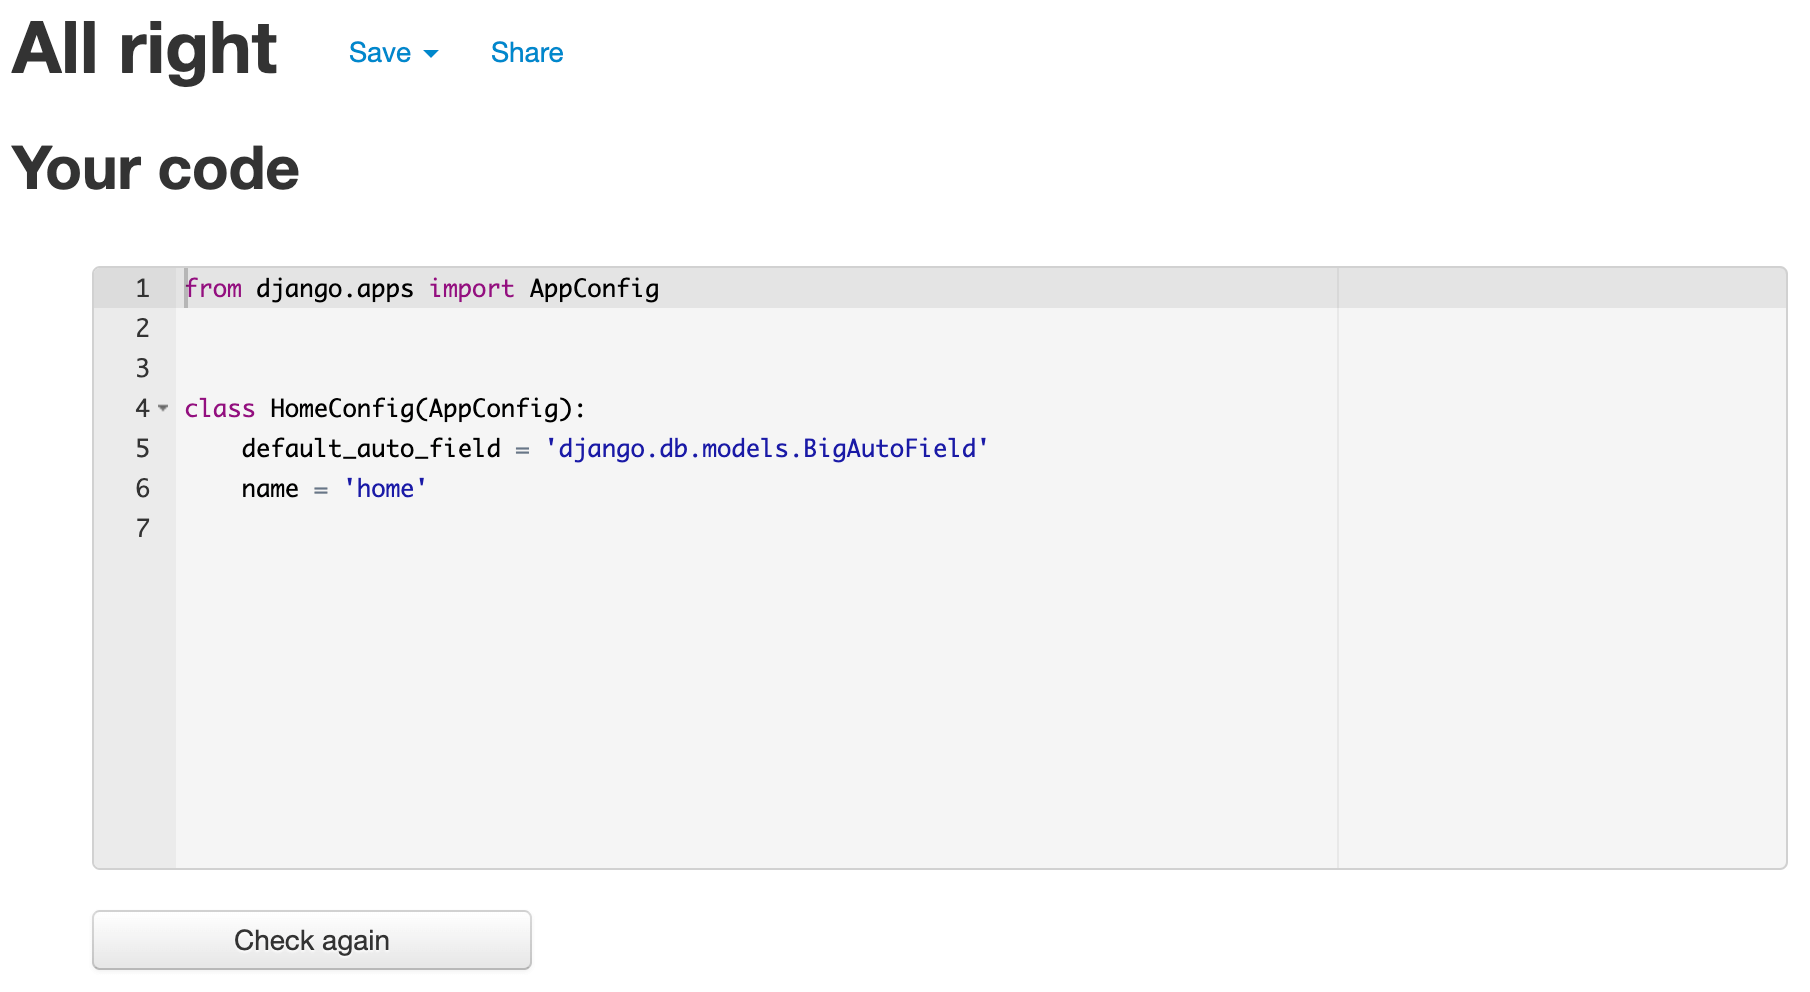 All right Save Share
Your code
1 from django.apps import AppConfig
2
3
4 class HomeConfig(AppConfig):
5     default_auto_field = 'django.db.models.BigAutoField'
6     name = 'home'
7
Check again